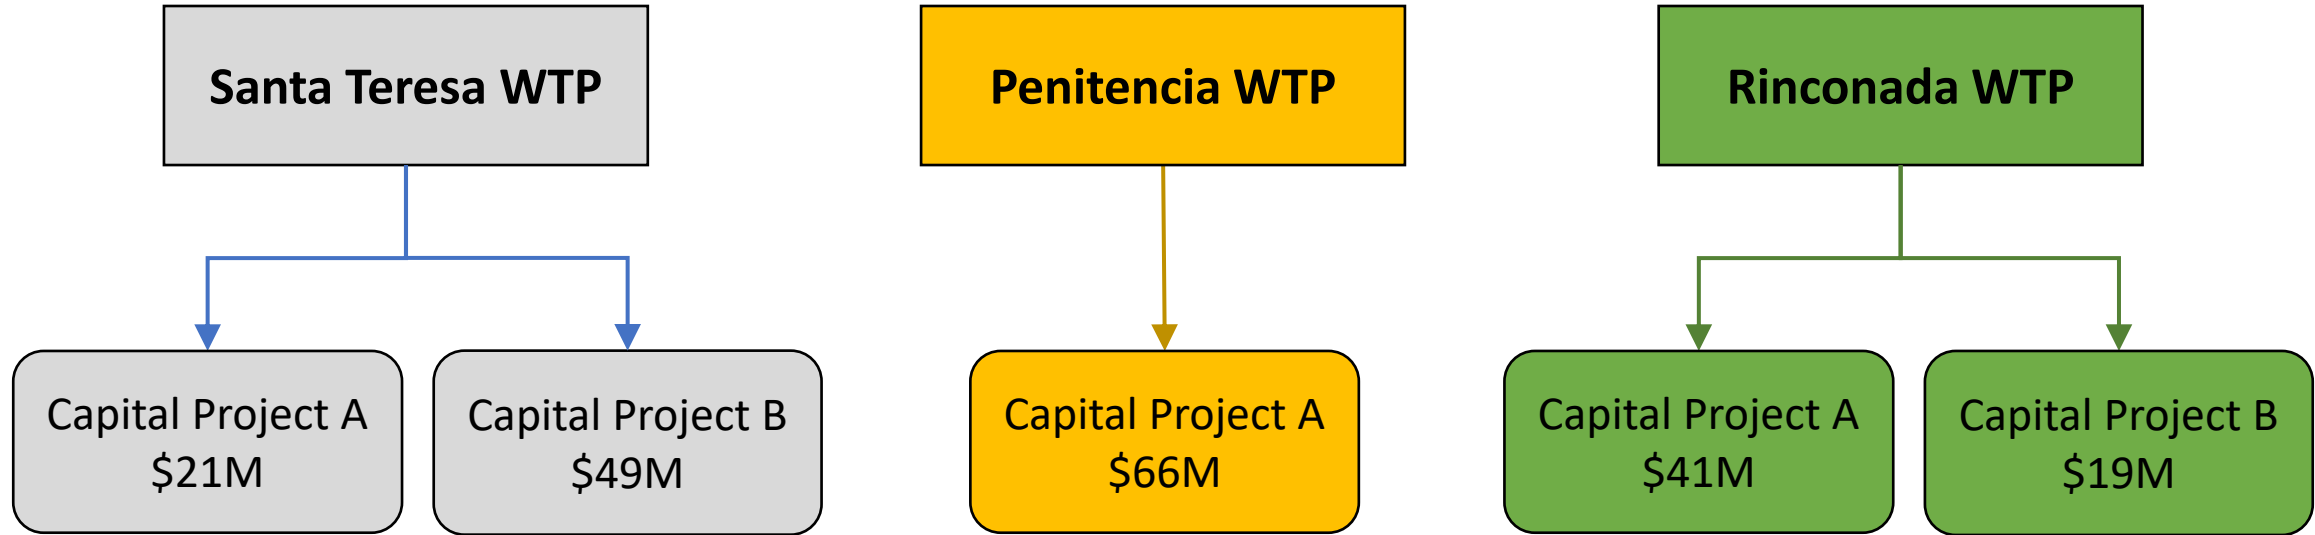 Santa Teresa WTP
Penitencia WTP
Rinconada WTP
Capital Project A
$21M
Capital Project B
$49M
Capital Project A
$66M
Capital Project A
$41M
Capital Project B
$19M